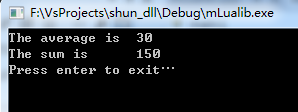 F:\VsProjects\shun_dll\Debug\mLualib.exe
The average is  30
The sum is      150
Press enter to exit…